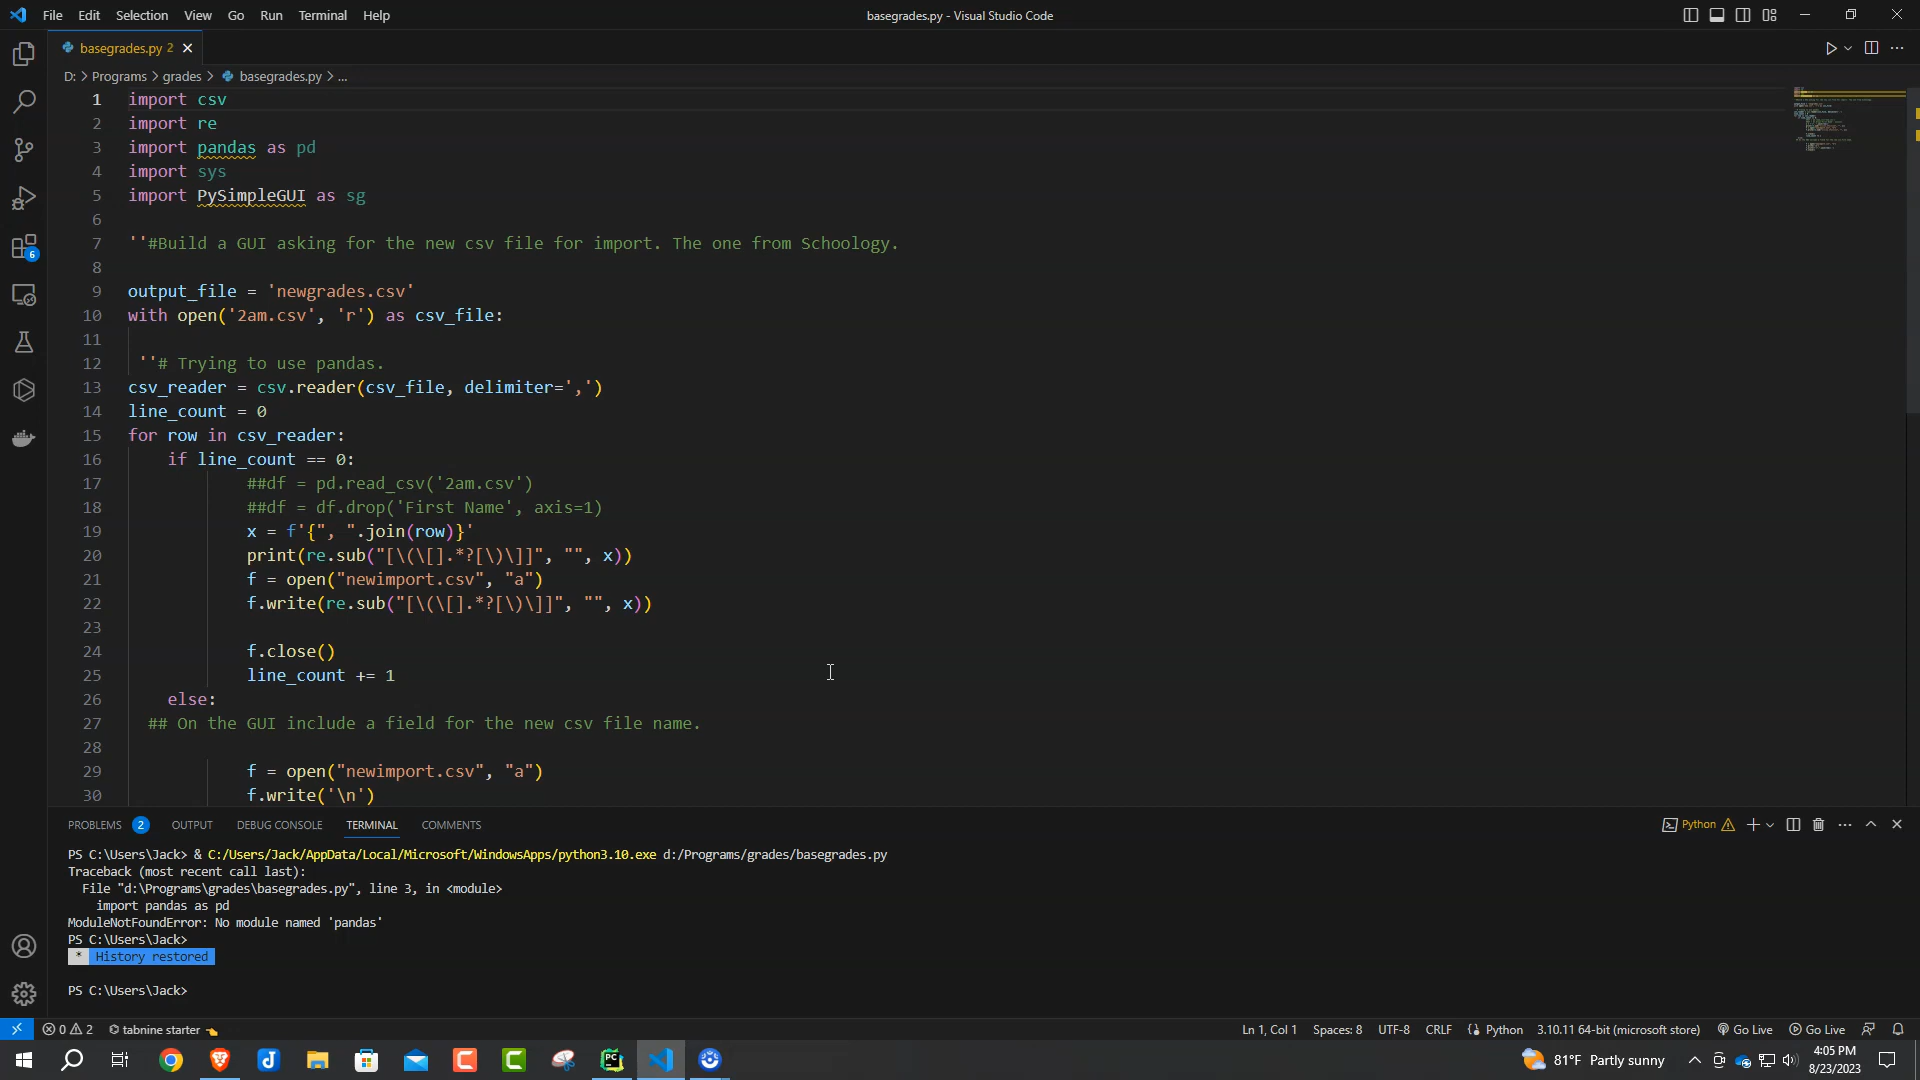 File Edit Selection View Go Run Terminal Help
basegrades.py - Visual Studio Code
basegrades.py 2
D: > Programs > grades > basegrades.py > ...
1 import csv
2 import re
3 import pandas as pd
4 import sys
5 import PySimpleGUI as sg
6
7 ''#Build a GUI asking for the new csv file for import. The one from Schoology.
8
9 output_file = 'newgrades.csv'
10 with open('2am.csv', 'r') as csv_file:
11
12 ''# Trying to use pandas.
13 csv_reader = csv.reader(csv_file, delimiter=',')
14 line_count = 0
15 for row in csv_reader:
16 if line_count == 0:
17 ##df = pd.read_csv('2am.csv')
18 ##df = df.drop('First Name', axis=1)
19 x = f'{", ".join(row)}'
20 print(re.sub("[\(\[].*?[\)\]]", "", x))
21 f = open("newimport.csv", "a")
22 f.write(re.sub("[\(\[].*?[\)\]]", "", x))
23
24 f.close()
25 line_count += 1
26 else:
27 ## On the GUI include a field for the new csv file name.
28
29 f = open("newimport.csv", "a")
30 f.write('\n')
6
PROBLEMS 2 OUTPUT DEBUG CONSOLE TERMINAL COMMENTS
Python
PS C:\Users\Jack> & C:/Users/Jack/AppData/Local/Microsoft/WindowsApps/python3.10.exe d:/Programs/grades/basegrades.py
Traceback (most recent call last):
File "d:\Programs\grades\basegrades.py", line 3, in <module>
import pandas as pd
ModuleNotFoundError: No module named 'pandas'
PS C:\Users\Jack>
* History restored
PS C:\Users\Jack>
0 2 tabnine starter
Ln 1, Col 1 Spaces: 8 UTF-8 CRLF Python 3.10.11 64-bit (microsoft store) Go Live Go Live
81°F Partly sunny
4:05 PM
8/23/2023